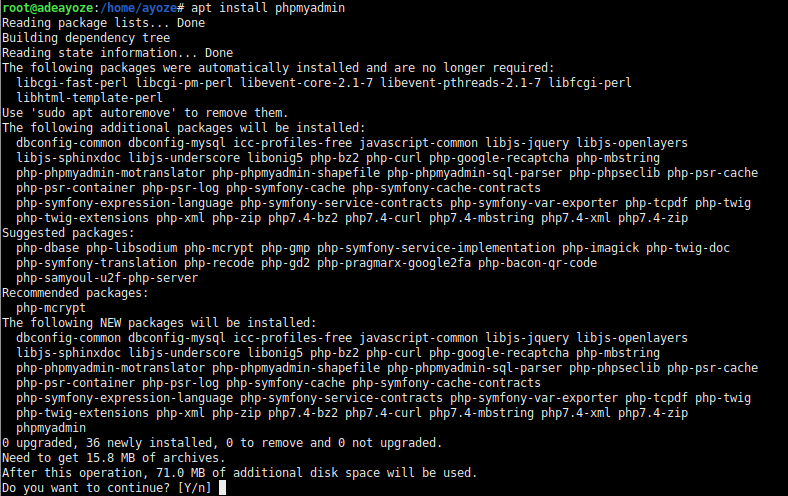 root@adeayoze:/home/ayoze# apt install phpmyadmin
Reading package lists... Done
Building dependency tree
Reading state information... Done
The following packages were automatically installed and are no longer required:
  libcgi-fast-perl libcgi-pm-perl libevent-core-2.1-7 libevent-pthreads-2.1-7 libfcgi-perl
  libhtml-template-perl
Use 'sudo apt autoremove' to remove them.
The following additional packages will be installed:
  dbconfig-common dbconfig-mysql icc-profiles-free javascript-common libjs-jquery libjs-openlayers
  libjs-sphinxdoc libjs-underscore libonig5 php-bz2 php-curl php-google-recaptcha php-mbstring
  php-phpmyadmin-motranslator php-phpmyadmin-shapefile php-phpmyadmin-sql-parser php-phpseclib php-psr-cache
  php-psr-container php-psr-log php-symfony-cache php-symfony-cache-contracts
  php-symfony-expression-language php-symfony-service-contracts php-symfony-var-exporter php-tcpdf php-twig
  php-twig-extensions php-xml php-zip php7.4-bz2 php7.4-curl php7.4-mbstring php7.4-xml php7.4-zip
Suggested packages:
  php-dbase php-libsodium php-mcrypt php-gmp php-symfony-service-implementation php-imagick php-twig-doc
  php-symfony-translation php-recode php-gd2 php-pragmarx-google2fa php-bacon-qr-code
  php-samyoul-u2f-php-server
Recommended packages:
  php-mcrypt
The following NEW packages will be installed:
  dbconfig-common dbconfig-mysql icc-profiles-free javascript-common libjs-jquery libjs-openlayers
  libjs-sphinxdoc libjs-underscore libonig5 php-bz2 php-curl php-google-recaptcha php-mbstring
  php-phpmyadmin-motranslator php-phpmyadmin-shapefile php-phpmyadmin-sql-parser php-phpseclib php-psr-cache
  php-psr-container php-psr-log php-symfony-cache php-symfony-cache-contracts
  php-symfony-expression-language php-symfony-service-contracts php-symfony-var-exporter php-tcpdf php-twig
  php-twig-extensions php-xml php-zip php7.4-bz2 php7.4-curl php7.4-mbstring php7.4-xml php7.4-zip
  phpmyadmin
0 upgraded, 36 newly installed, 0 to remove and 0 not upgraded.
Need to get 15.8 MB of archives.
After this operation, 71.0 MB of additional disk space will be used.
Do you want to continue? [Y/n]